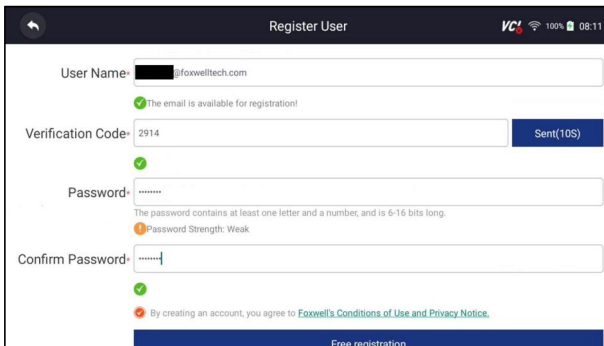 Register User
VCI 100% 08:11
User Name* @foxwelltech.com
The email is available for registration!
Verification Code* 2914 Sent(10S)
Password* ········
The password contains at least one letter and a number, and is 6-16 bits long.
Password Strength: Weak
Confirm Password* ········
By creating an account, you agree to Foxwell's Conditions of Use and Privacy Notice.
Free registration